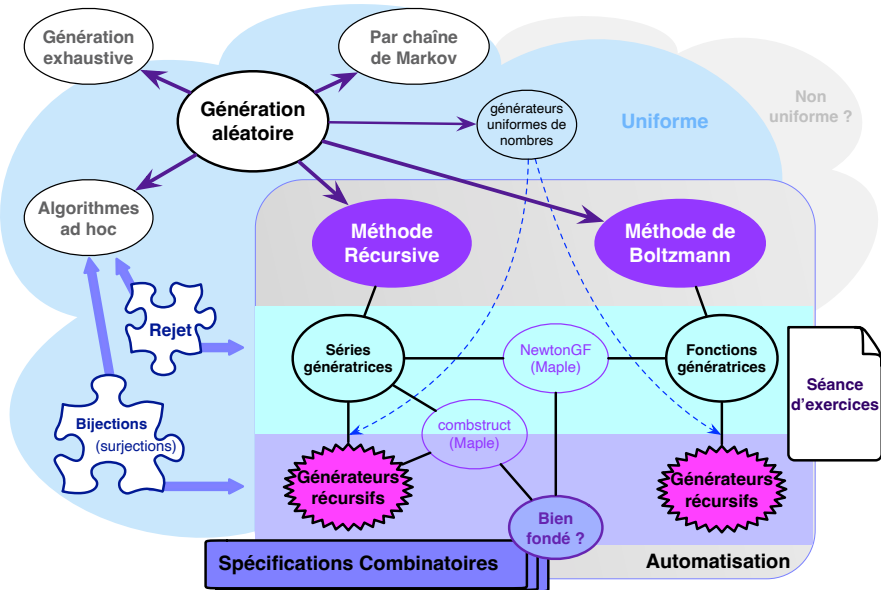 Génération
exhaustive
Par chaîne
de Markov
Génération
aléatoire
générateurs
uniformes de
nombres
Uniforme
Non
uniforme ?
Algorithmes
ad hoc
Méthode
Récursive
Méthode de
Boltzmann
Rejet
Séries
génératrices
NewtonGF
(Maple)
Fonctions
génératrices
Séance
d'exercices
Bijections
(surjections)
combstruct
(Maple)
Générateurs
récursifs
Générateurs
récursifs
Bien
fondé ?
Spécifications Combinatoires
Automatisation